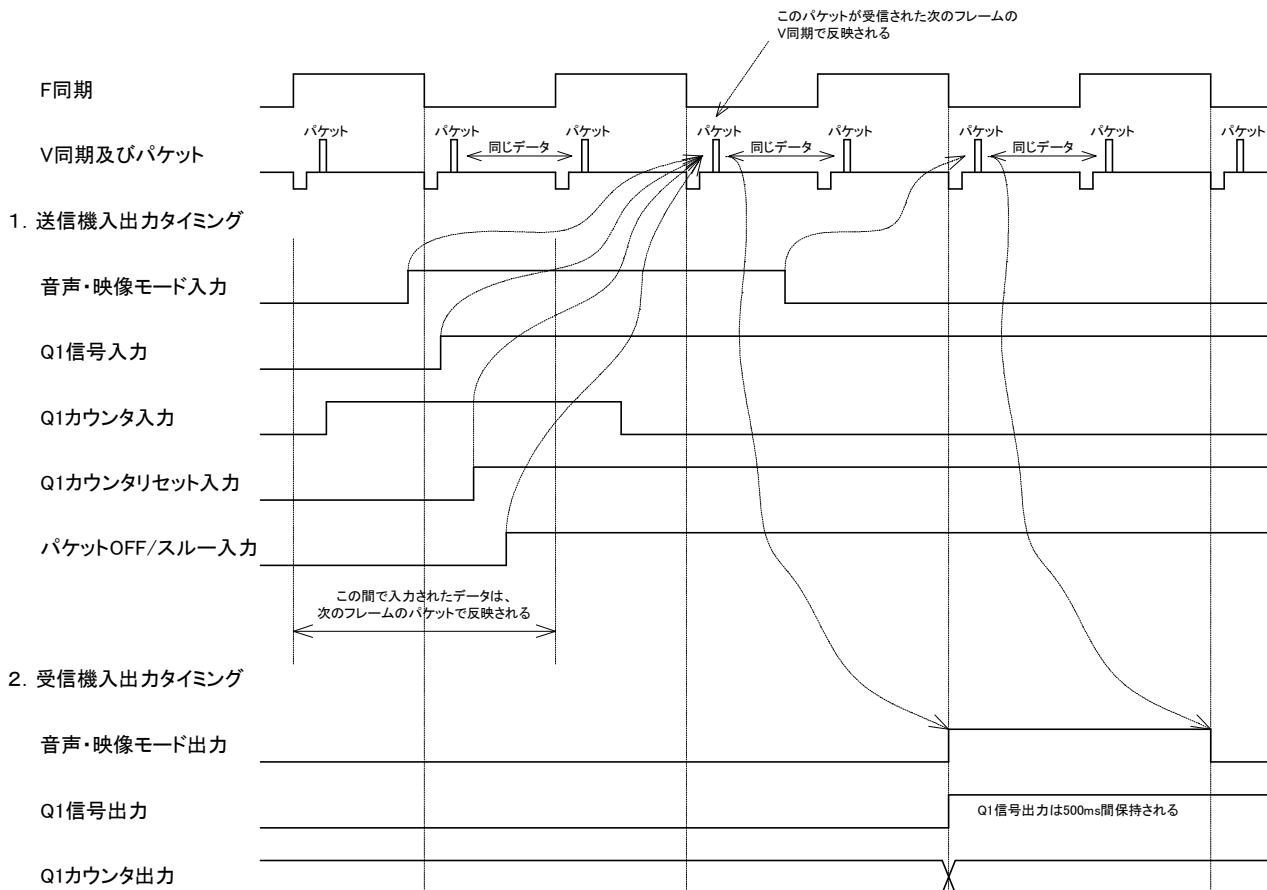 このパケットが受信された次のフレームの
V同期で反映される
F同期
パケット パケット パケット パケット パケット パケット パケット パケット
V同期及びパケット
同じデータ 同じデータ 同じデータ
1. 送信機入出力タイミング
音声・映像モード入力
Q1信号入力
Q1カウンタ入力
Q1カウンタリセット入力
パケットOFF/スルー入力
この間で入力されたデータは、
次のフレームのパケットで反映される
2. 受信機入出力タイミング
音声・映像モード出力
Q1信号出力
Q1信号出力は500ms間保持される
Q1カウンタ出力